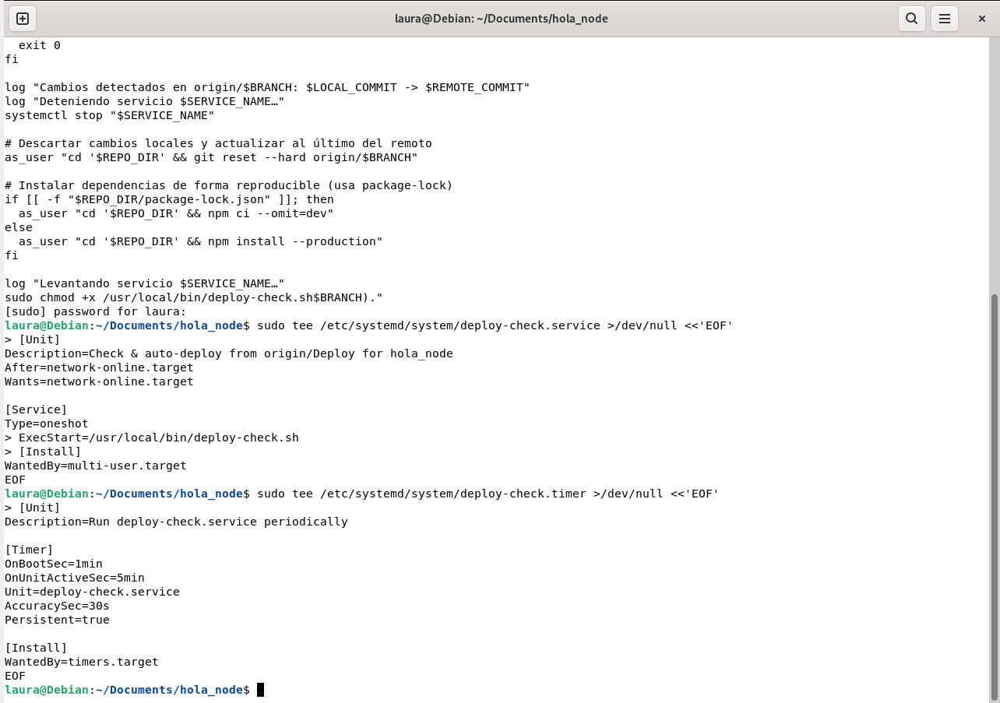 laura@Debian: ~/Documents/hola_node
  exit 0
fi

log "Cambios detectados en origin/$BRANCH: $LOCAL_COMMIT -> $REMOTE_COMMIT"
log "Deteniendo servicio $SERVICE_NAME…"
systemctl stop "$SERVICE_NAME"

# Descartar cambios locales y actualizar al último del remoto
as_user "cd '$REPO_DIR' && git reset --hard origin/$BRANCH"

# Instalar dependencias de forma reproducible (usa package-lock)
if [[ -f "$REPO_DIR/package-lock.json" ]]; then
  as_user "cd '$REPO_DIR' && npm ci --omit=dev"
else
  as_user "cd '$REPO_DIR' && npm install --production"
fi

log "Levantando servicio $SERVICE_NAME…"
sudo chmod +x /usr/local/bin/deploy-check.sh$BRANCH)."
[sudo] password for laura:
laura@Debian:~/Documents/hola_node$ sudo tee /etc/systemd/system/deploy-check.service >/dev/null <<'EOF'
> [Unit]
Description=Check & auto-deploy from origin/Deploy for hola_node
After=network-online.target
Wants=network-online.target

[Service]
Type=oneshot
> ExecStart=/usr/local/bin/deploy-check.sh
> [Install]
WantedBy=multi-user.target
EOF
laura@Debian:~/Documents/hola_node$ sudo tee /etc/systemd/system/deploy-check.timer >/dev/null <<'EOF'
> [Unit]
Description=Run deploy-check.service periodically

[Timer]
OnBootSec=1min
OnUnitActiveSec=5min
Unit=deploy-check.service
AccuracySec=30s
Persistent=true

[Install]
WantedBy=timers.target
EOF
laura@Debian:~/Documents/hola_node$